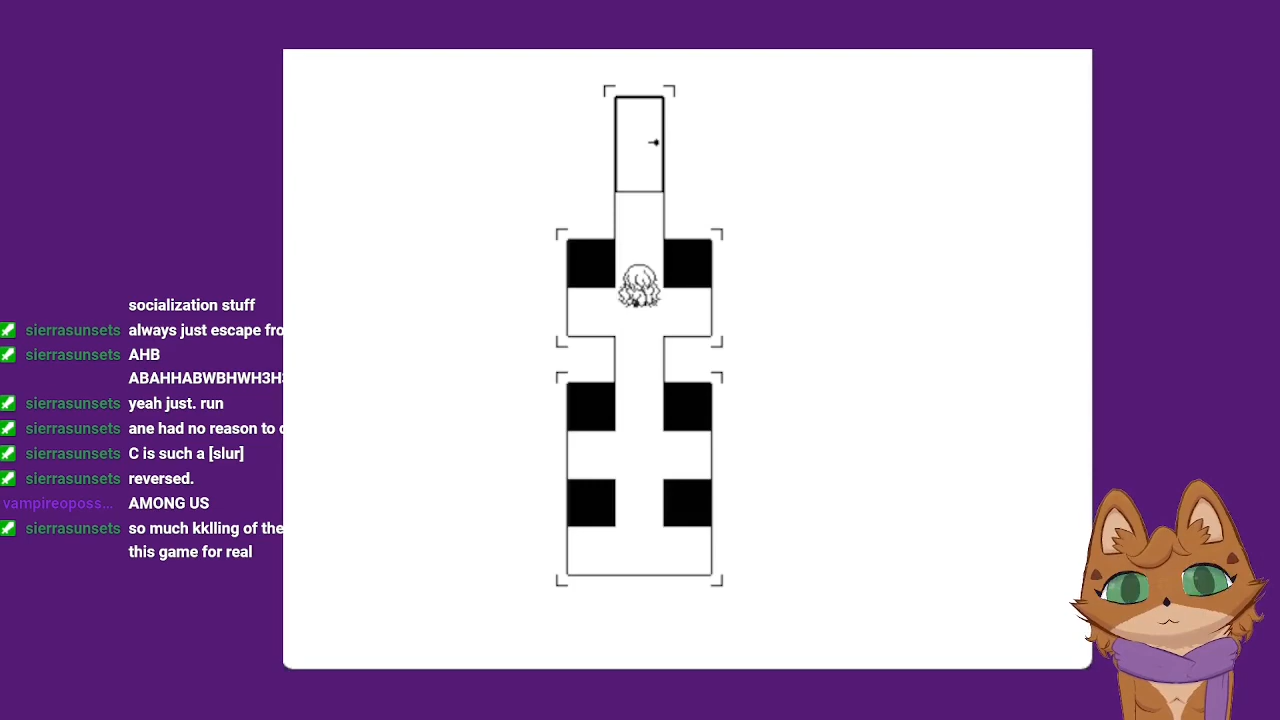 socialization stuff
sierrasunsets always just escape fro
sierrasunsets AHB
ABAHHABWBHWH3H
sierrasunsets yeah just. run
sierrasunsets ane had no reason to
sierrasunsets C is such a [slur]
sierrasunsets reversed.
vampireoposs... AMONG US
sierrasunsets so much kklling of the
this game for real